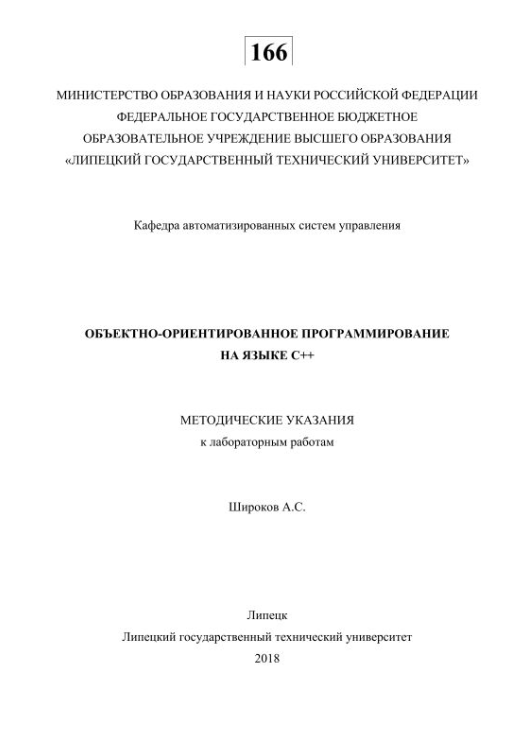 166
МИНИСТЕРСТВО ОБРАЗОВАНИЯ И НАУКИ РОССИЙСКОЙ ФЕДЕРАЦИИ
ФЕДЕРАЛЬНОЕ ГОСУДАРСТВЕННОЕ БЮДЖЕТНОЕ
ОБРАЗОВАТЕЛЬНОЕ УЧРЕЖДЕНИЕ ВЫСШЕГО ОБРАЗОВАНИЯ
«ЛИПЕЦКИЙ ГОСУДАРСТВЕННЫЙ ТЕХНИЧЕСКИЙ УНИВЕРСИТЕТ»
Кафедра автоматизированных систем управления
ОБЪЕКТНО-ОРИЕНТИРОВАННОЕ ПРОГРАММИРОВАНИЕ
НА ЯЗЫКЕ С++
МЕТОДИЧЕСКИЕ УКАЗАНИЯ
к лабораторным работам
Широков А.С.
Липецк
Липецкий государственный технический университет
2018